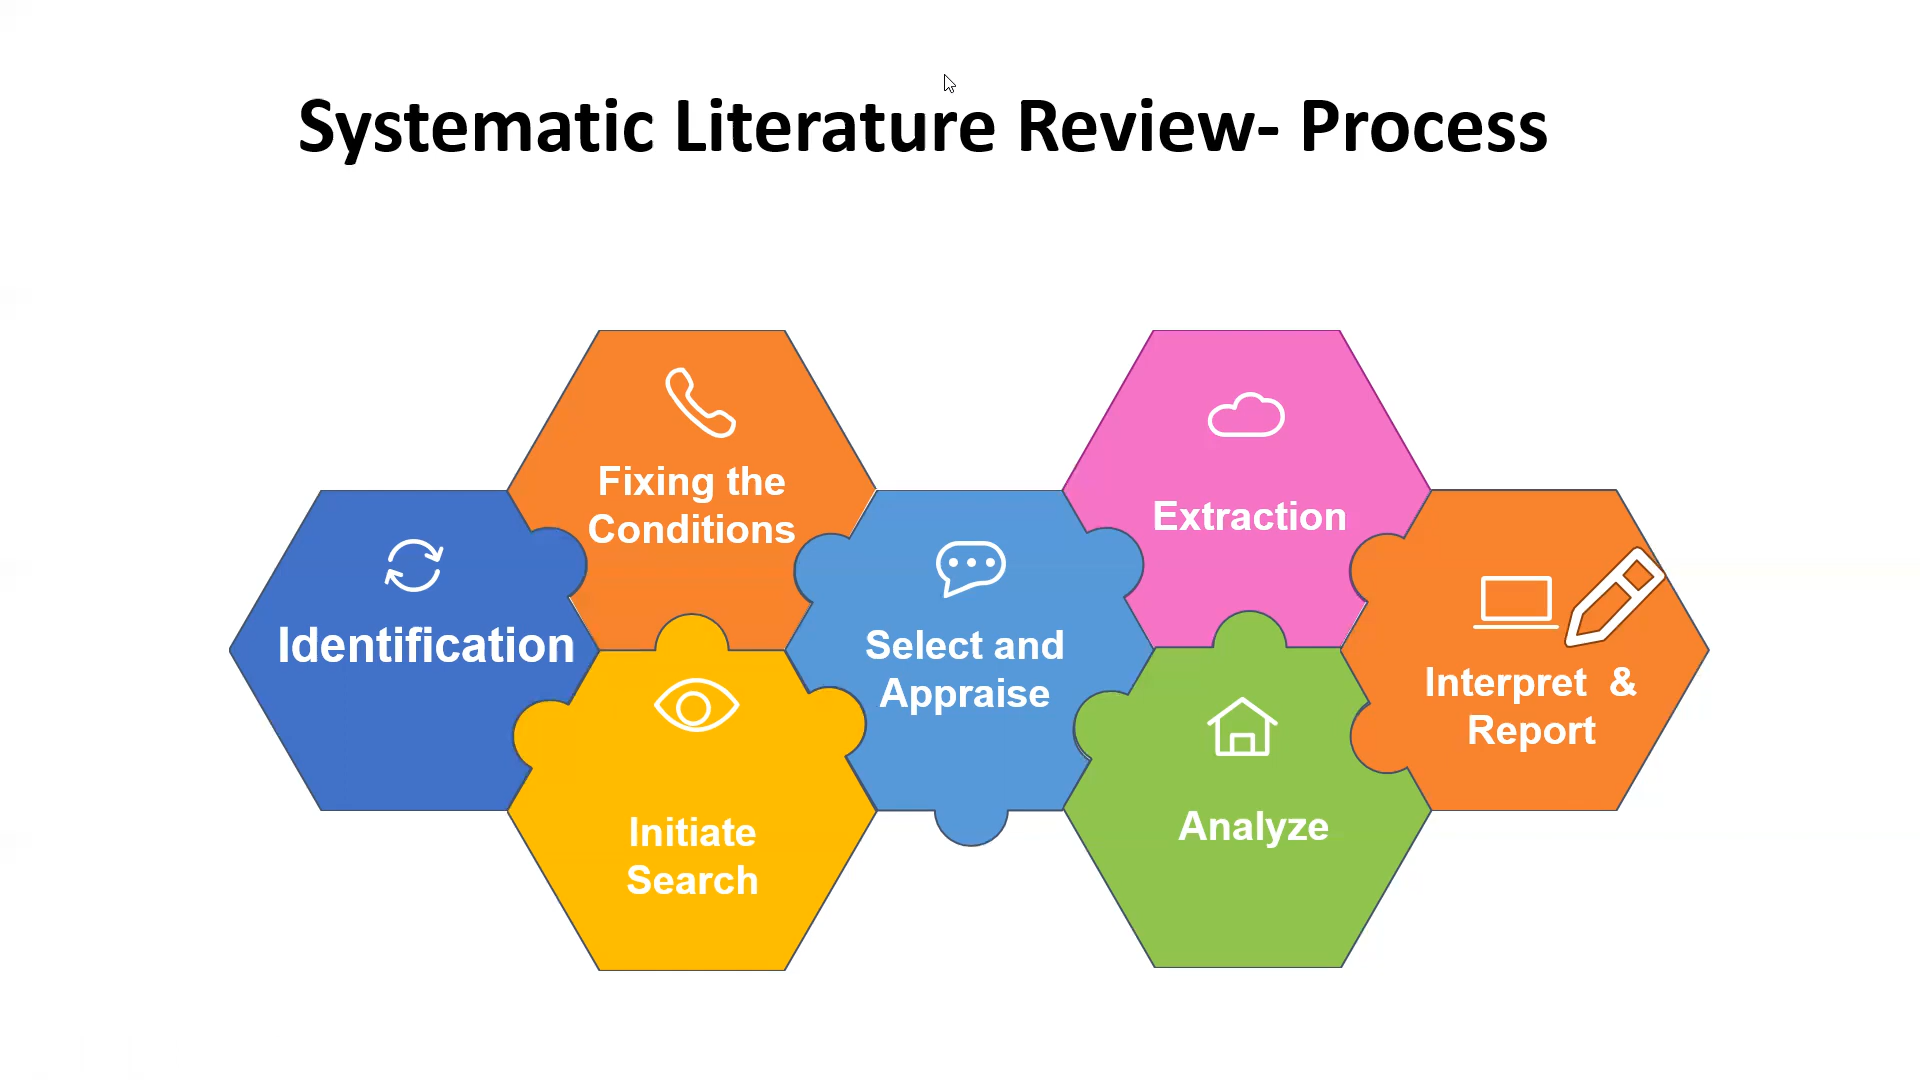 Systematic Literature Review- Process
Identification
Fixing the
Conditions
Initiate
Search
Select and
Appraise
Extraction
Analyze
Interpret  &
Report